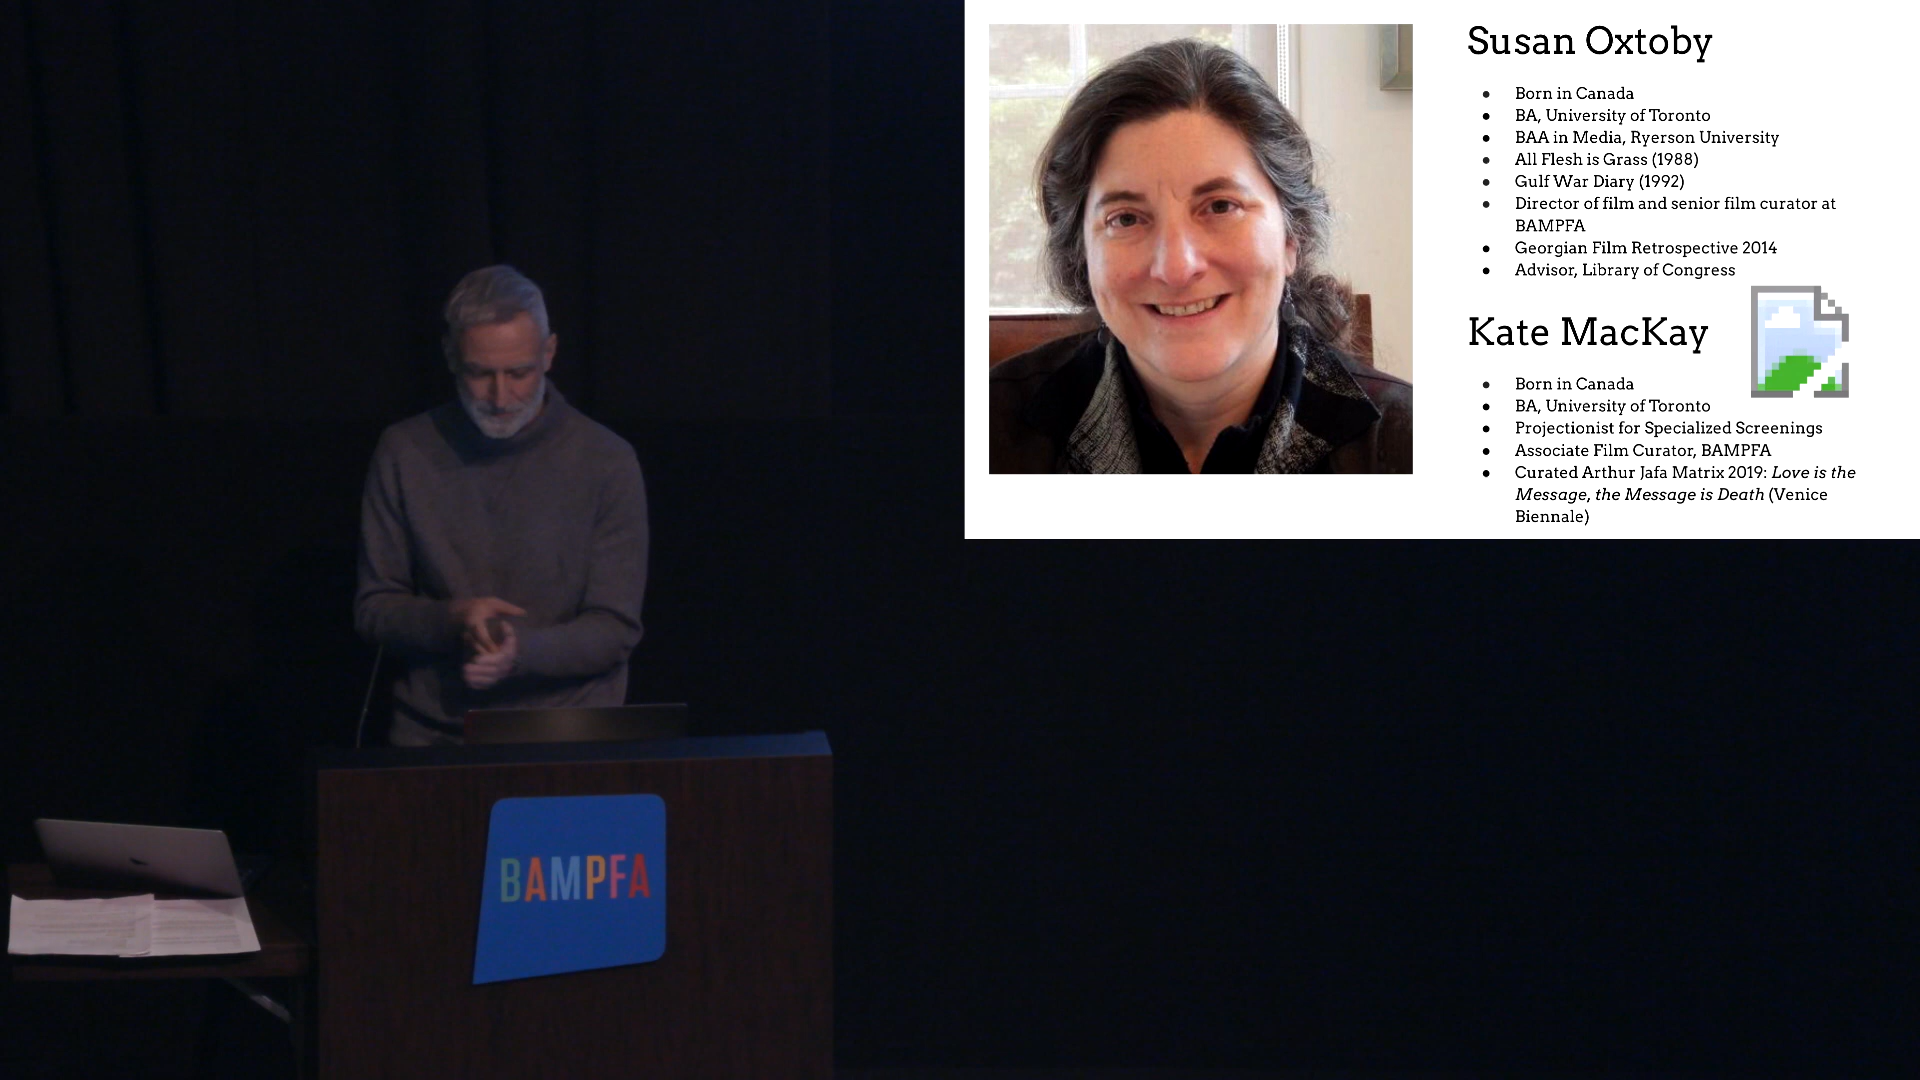 Susan Oxtoby
● Born in Canada
● BA, University of Toronto
● BAA in Media, Ryerson University
● All Flesh is Grass (1988)
● Gulf War Diary (1992)
● Director of film and senior film curator at
BAMPFA
● Georgian Film Retrospective 2014
● Advisor, Library of Congress
Kate MacKay
● Born in Canada
● BA, University of Toronto
● Projectionist for Specialized Screenings
● Associate Film Curator, BAMPFA
● Curated Arthur Jafa Matrix 2019: Love is the
Message, the Message is Death (Venice
Biennale)
BAMPFA